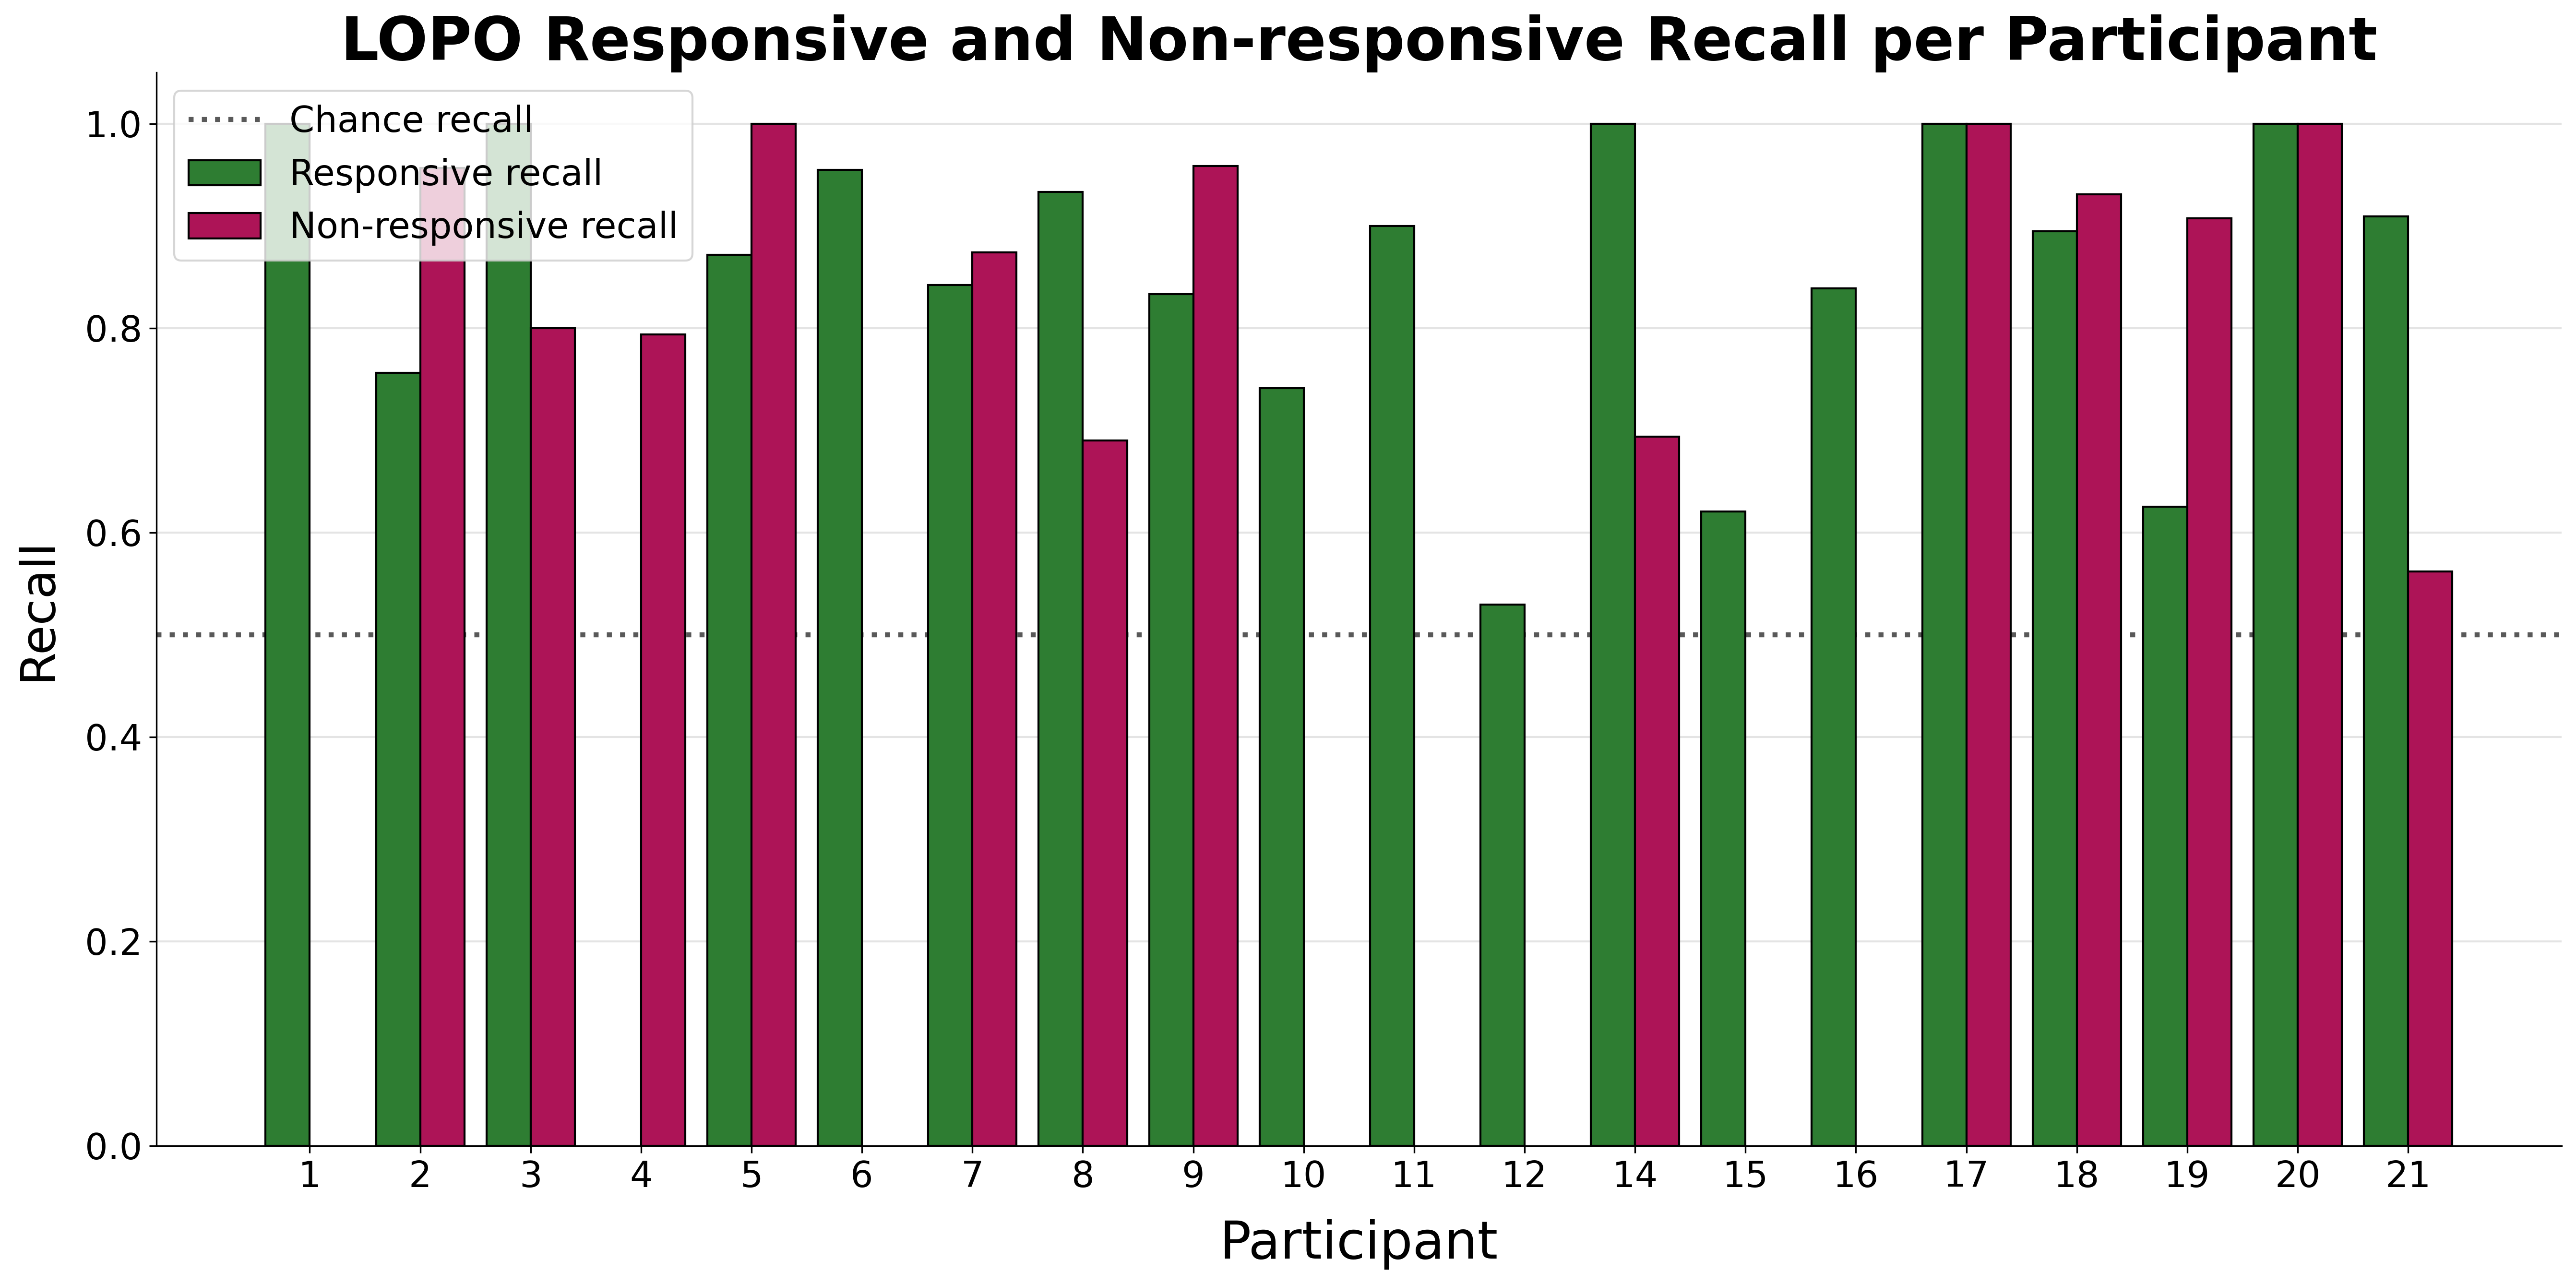 LOPO Responsive and Non-responsive Recall per Participant
Chance recall
Responsive recall
Non-responsive recall
1.0
0.8
0.6
0.4
0.2
0.0
Recall
1 2 3 4 5 6 7 8 9 10 11 12 14 15 16 17 18 19 20 21
Participant